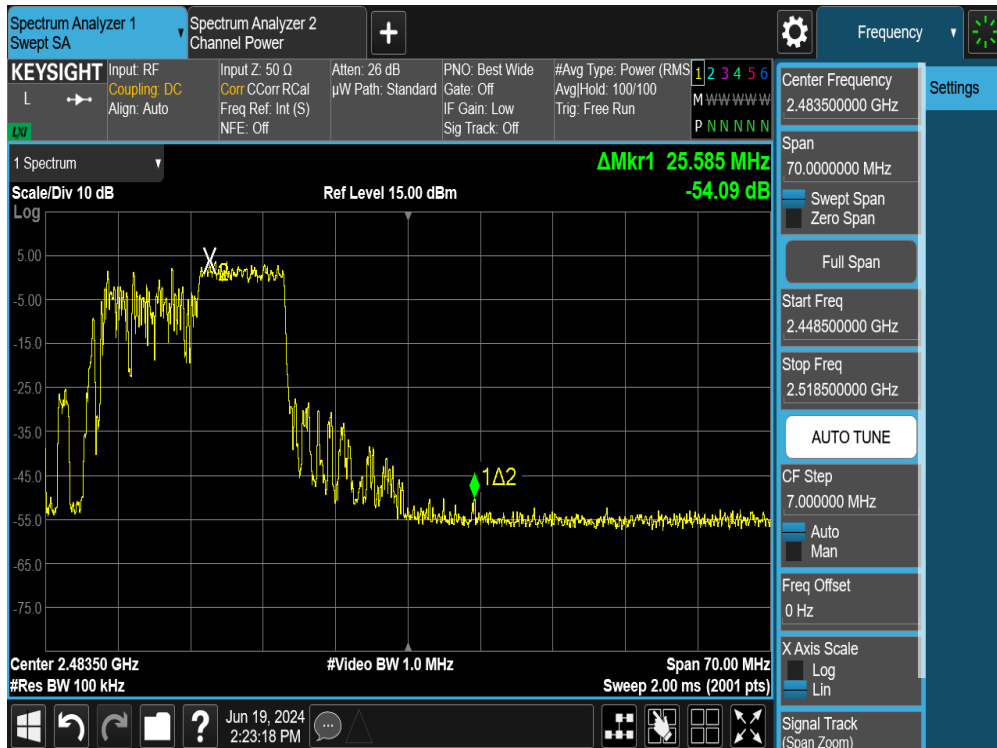 Spectrum Analyzer 1
Swept SA
Spectrum Analyzer 2
Channel Power
Frequency
KEYSIGHT
L
LXI
Input: RF
Coupling: DC
Align: Auto
Input Z: 50 Ω
Corr CCorr RCal
Freq Ref: Int (S)
NFE: Off
Atten: 26 dB
µW Path: Standard
PNO: Best Wide
Gate: Off
IF Gain: Low
Sig Track: Off
#Avg Type: Power (RMS
Avg|Hold: 100/100
Trig: Free Run
1 2 3 4 5 6
M W W W W W
P N N N N N
Settings
1 Spectrum
ΔMkr1 25.585 MHz
-54.09 dB
Scale/Div 10 dB
Ref Level 15.00 dBm
Log
5.00
-5.00
-15.0
-25.0
-35.0
-45.0
-55.0
-65.0
-75.0
X2
1Δ2
Center 2.48350 GHz
#Video BW 1.0 MHz
Span 70.00 MHz
#Res BW 100 kHz
Sweep 2.00 ms (2001 pts)
Center Frequency
2.483500000 GHz
Span
70.0000000 MHz
Swept Span
Zero Span
Full Span
Start Freq
2.448500000 GHz
Stop Freq
2.518500000 GHz
AUTO TUNE
CF Step
7.000000 MHz
Auto
Man
Freq Offset
0 Hz
X Axis Scale
Log
Lin
Signal Track
(Span Zoom)
?
Jun 19, 2024
2:23:18 PM